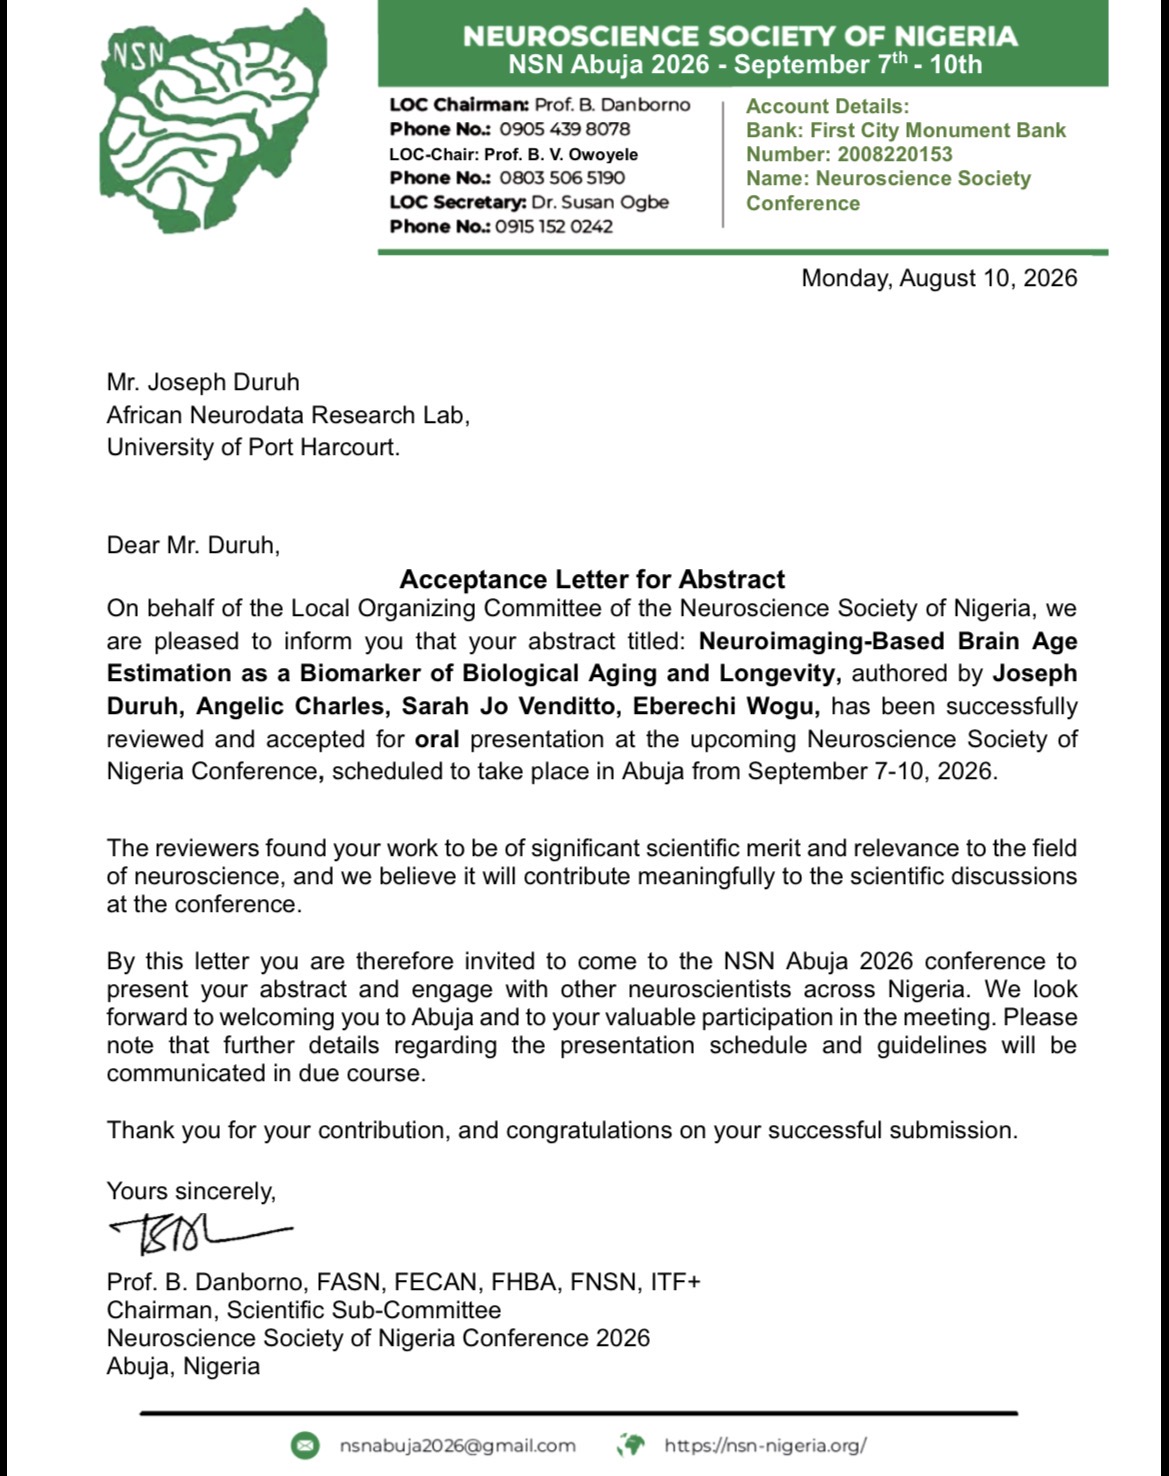 NSN
NEUROSCIENCE SOCIETY OF NIGERIA
NSN Abuja 2026 - September 7th - 10th
LOC Chairman: Prof. B. Danborno
Phone No.: 0905 439 8078
LOC-Chair: Prof. B. V. Owoyele
Phone No.: 0803 506 5190
LOC Secretary: Dr. Susan Ogbe
Phone No.: 0915 152 0242
Account Details:
Bank: First City Monument Bank
Number: 2008220153
Name: Neuroscience Society
Conference
Monday, August 10, 2026
Mr. Joseph Duruh
African Neurodata Research Lab,
University of Port Harcourt.
Dear Mr. Duruh,
Acceptance Letter for Abstract
On behalf of the Local Organizing Committee of the Neuroscience Society of Nigeria, we
are pleased to inform you that your abstract titled: Neuroimaging-Based Brain Age
Estimation as a Biomarker of Biological Aging and Longevity, authored by Joseph
Duruh, Angelic Charles, Sarah Jo Venditto, Eberechi Wogu, has been successfully
reviewed and accepted for oral presentation at the upcoming Neuroscience Society of
Nigeria Conference, scheduled to take place in Abuja from September 7-10, 2026.
The reviewers found your work to be of significant scientific merit and relevance to the field
of neuroscience, and we believe it will contribute meaningfully to the scientific discussions
at the conference.
By this letter you are therefore invited to come to the NSN Abuja 2026 conference to
present your abstract and engage with other neuroscientists across Nigeria. We look
forward to welcoming you to Abuja and to your valuable participation in the meeting. Please
note that further details regarding the presentation schedule and guidelines will be
communicated in due course.
Thank you for your contribution, and congratulations on your successful submission.
Yours sincerely,
Prof. B. Danborno, FASN, FECAN, FHBA, FNSN, ITF+
Chairman, Scientific Sub-Committee
Neuroscience Society of Nigeria Conference 2026
Abuja, Nigeria
nsnabuja2026@gmail.com
https://nsn-nigeria.org/